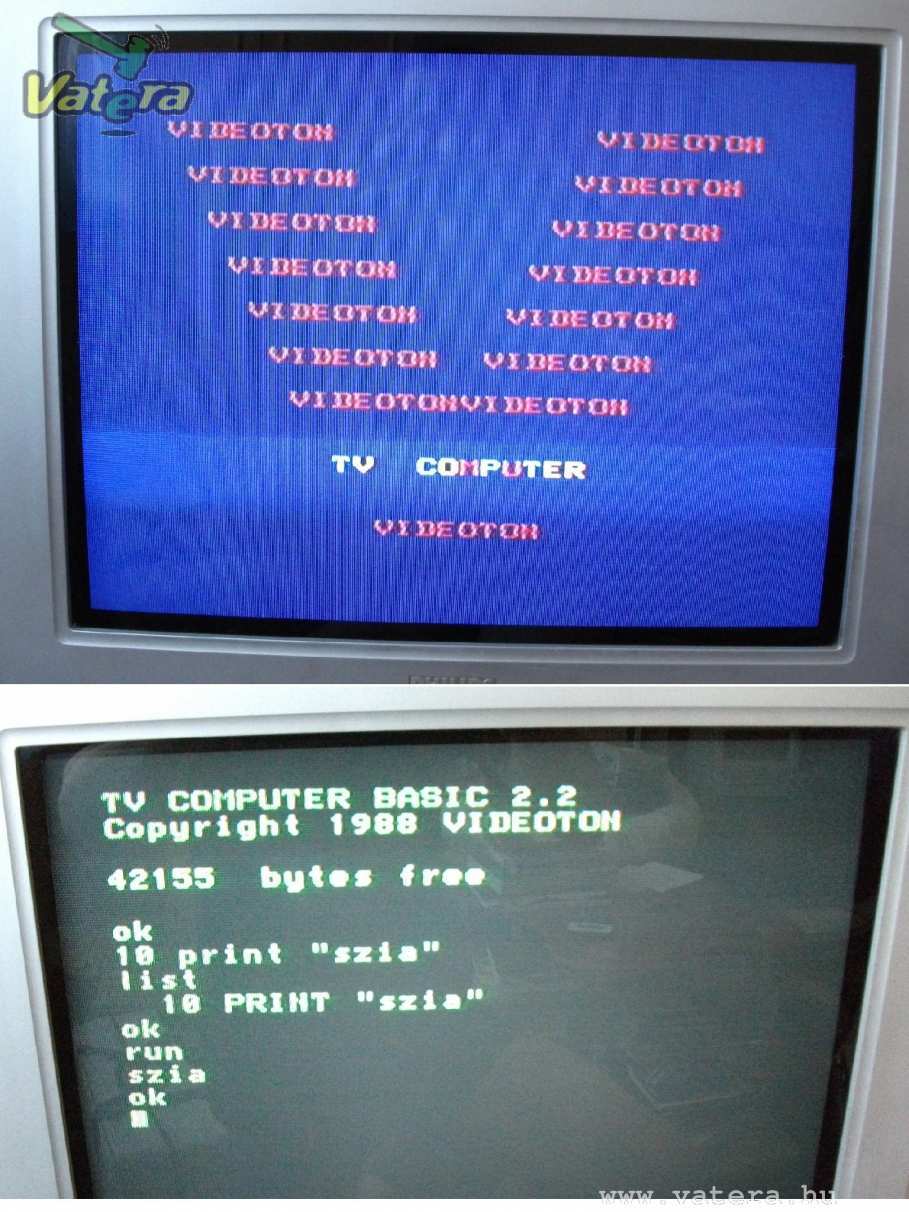 Vatera
VIDEOTON VIDEOTON
VIDEOTON VIDEOTON
VIDEOTON VIDEOTON
VIDEOTON VIDEOTON
VIDEOTON VIDEOTON
VIDEOTON VIDEOTON
VIDEOTONVIDEOTON
TV COMPUTER
VIDEOTON
PHILIPS
TV COMPUTER BASIC 2.2
Copyright 1988 VIDEOTON
42155 bytes free
ok
10 print "szia"
list
10 PRINT "szia"
ok
run
szia
ok
www.vatera.hu